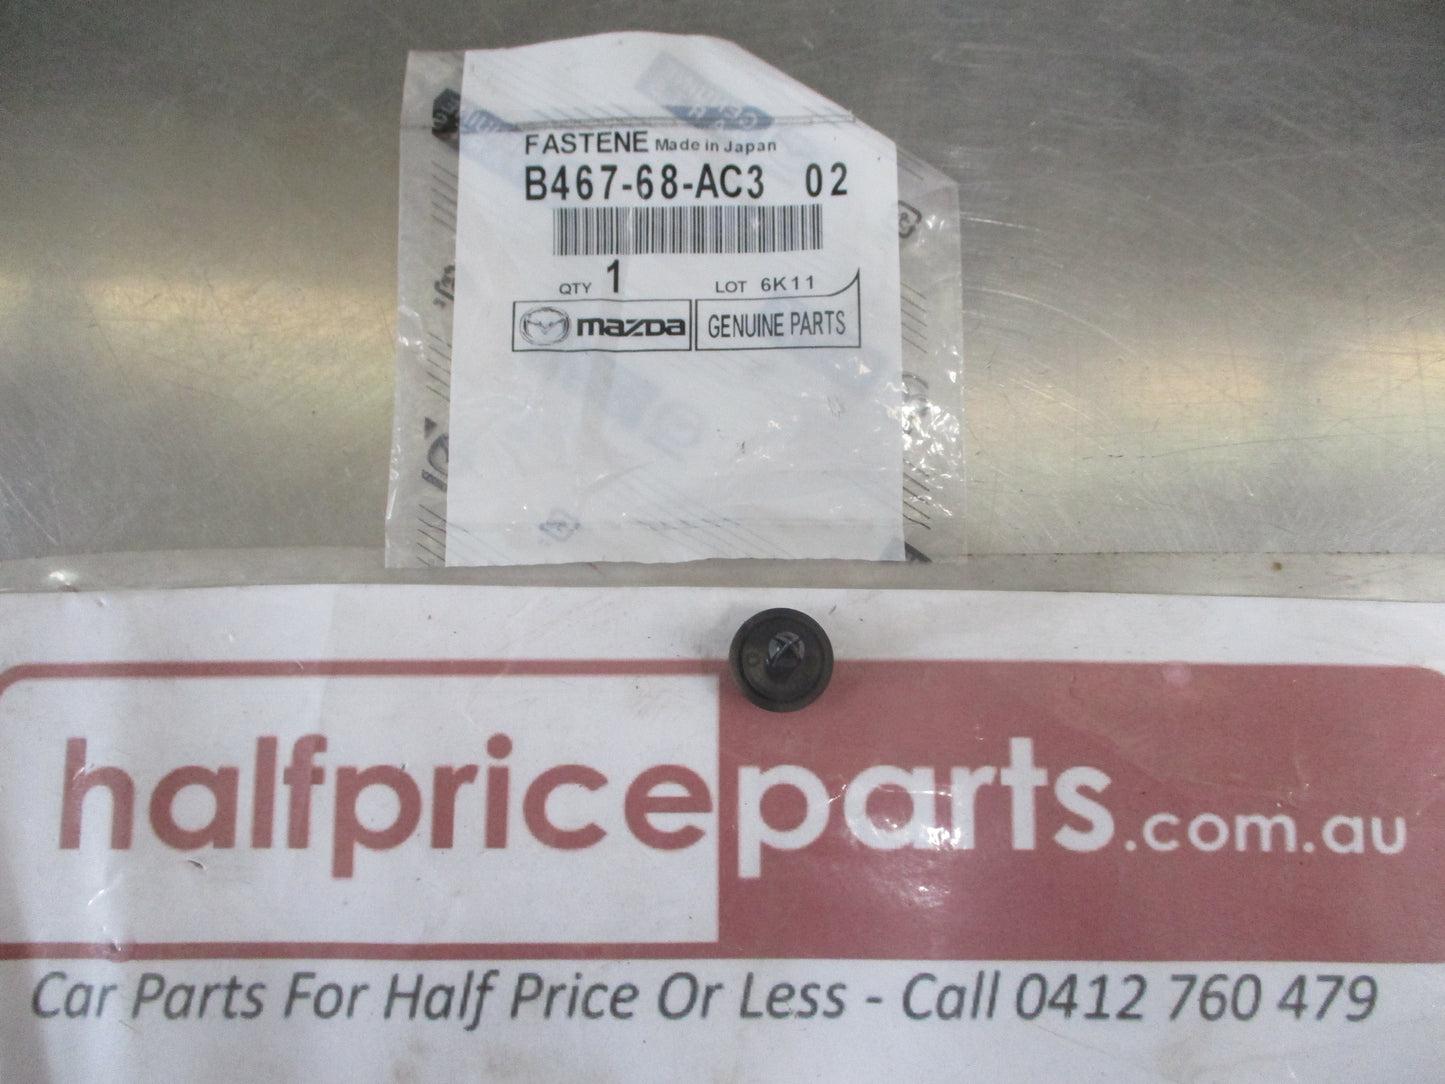 FASTENE Made in Japan
B467-68-AC3 02
QTY 1 LOT 6K11
mazda GENUINE PARTS
halfpriceparts.com.au
Car Parts For Half Price Or Less - Call 0412 760 479